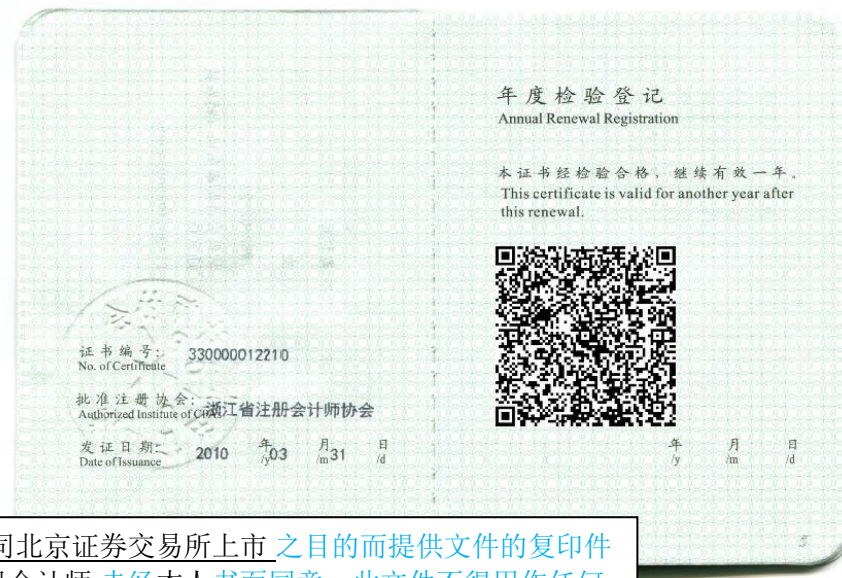 年度检验登记
Annual Renewal Registration
本证书经检验合格，继续有效一年。
This certificate is valid for another year after
this renewal.
证书编号： 330000012210
No. of Certificate
批准注册协会： 浙江省注册会计师协会
Authorized Institute of CPAs
发证日期： 2010 年 03 月 31 日
Date of Issuance /y /m /d
年 月 日
/y /m /d
5
司北京证券交易所上市 之目的而提供文件的复印件